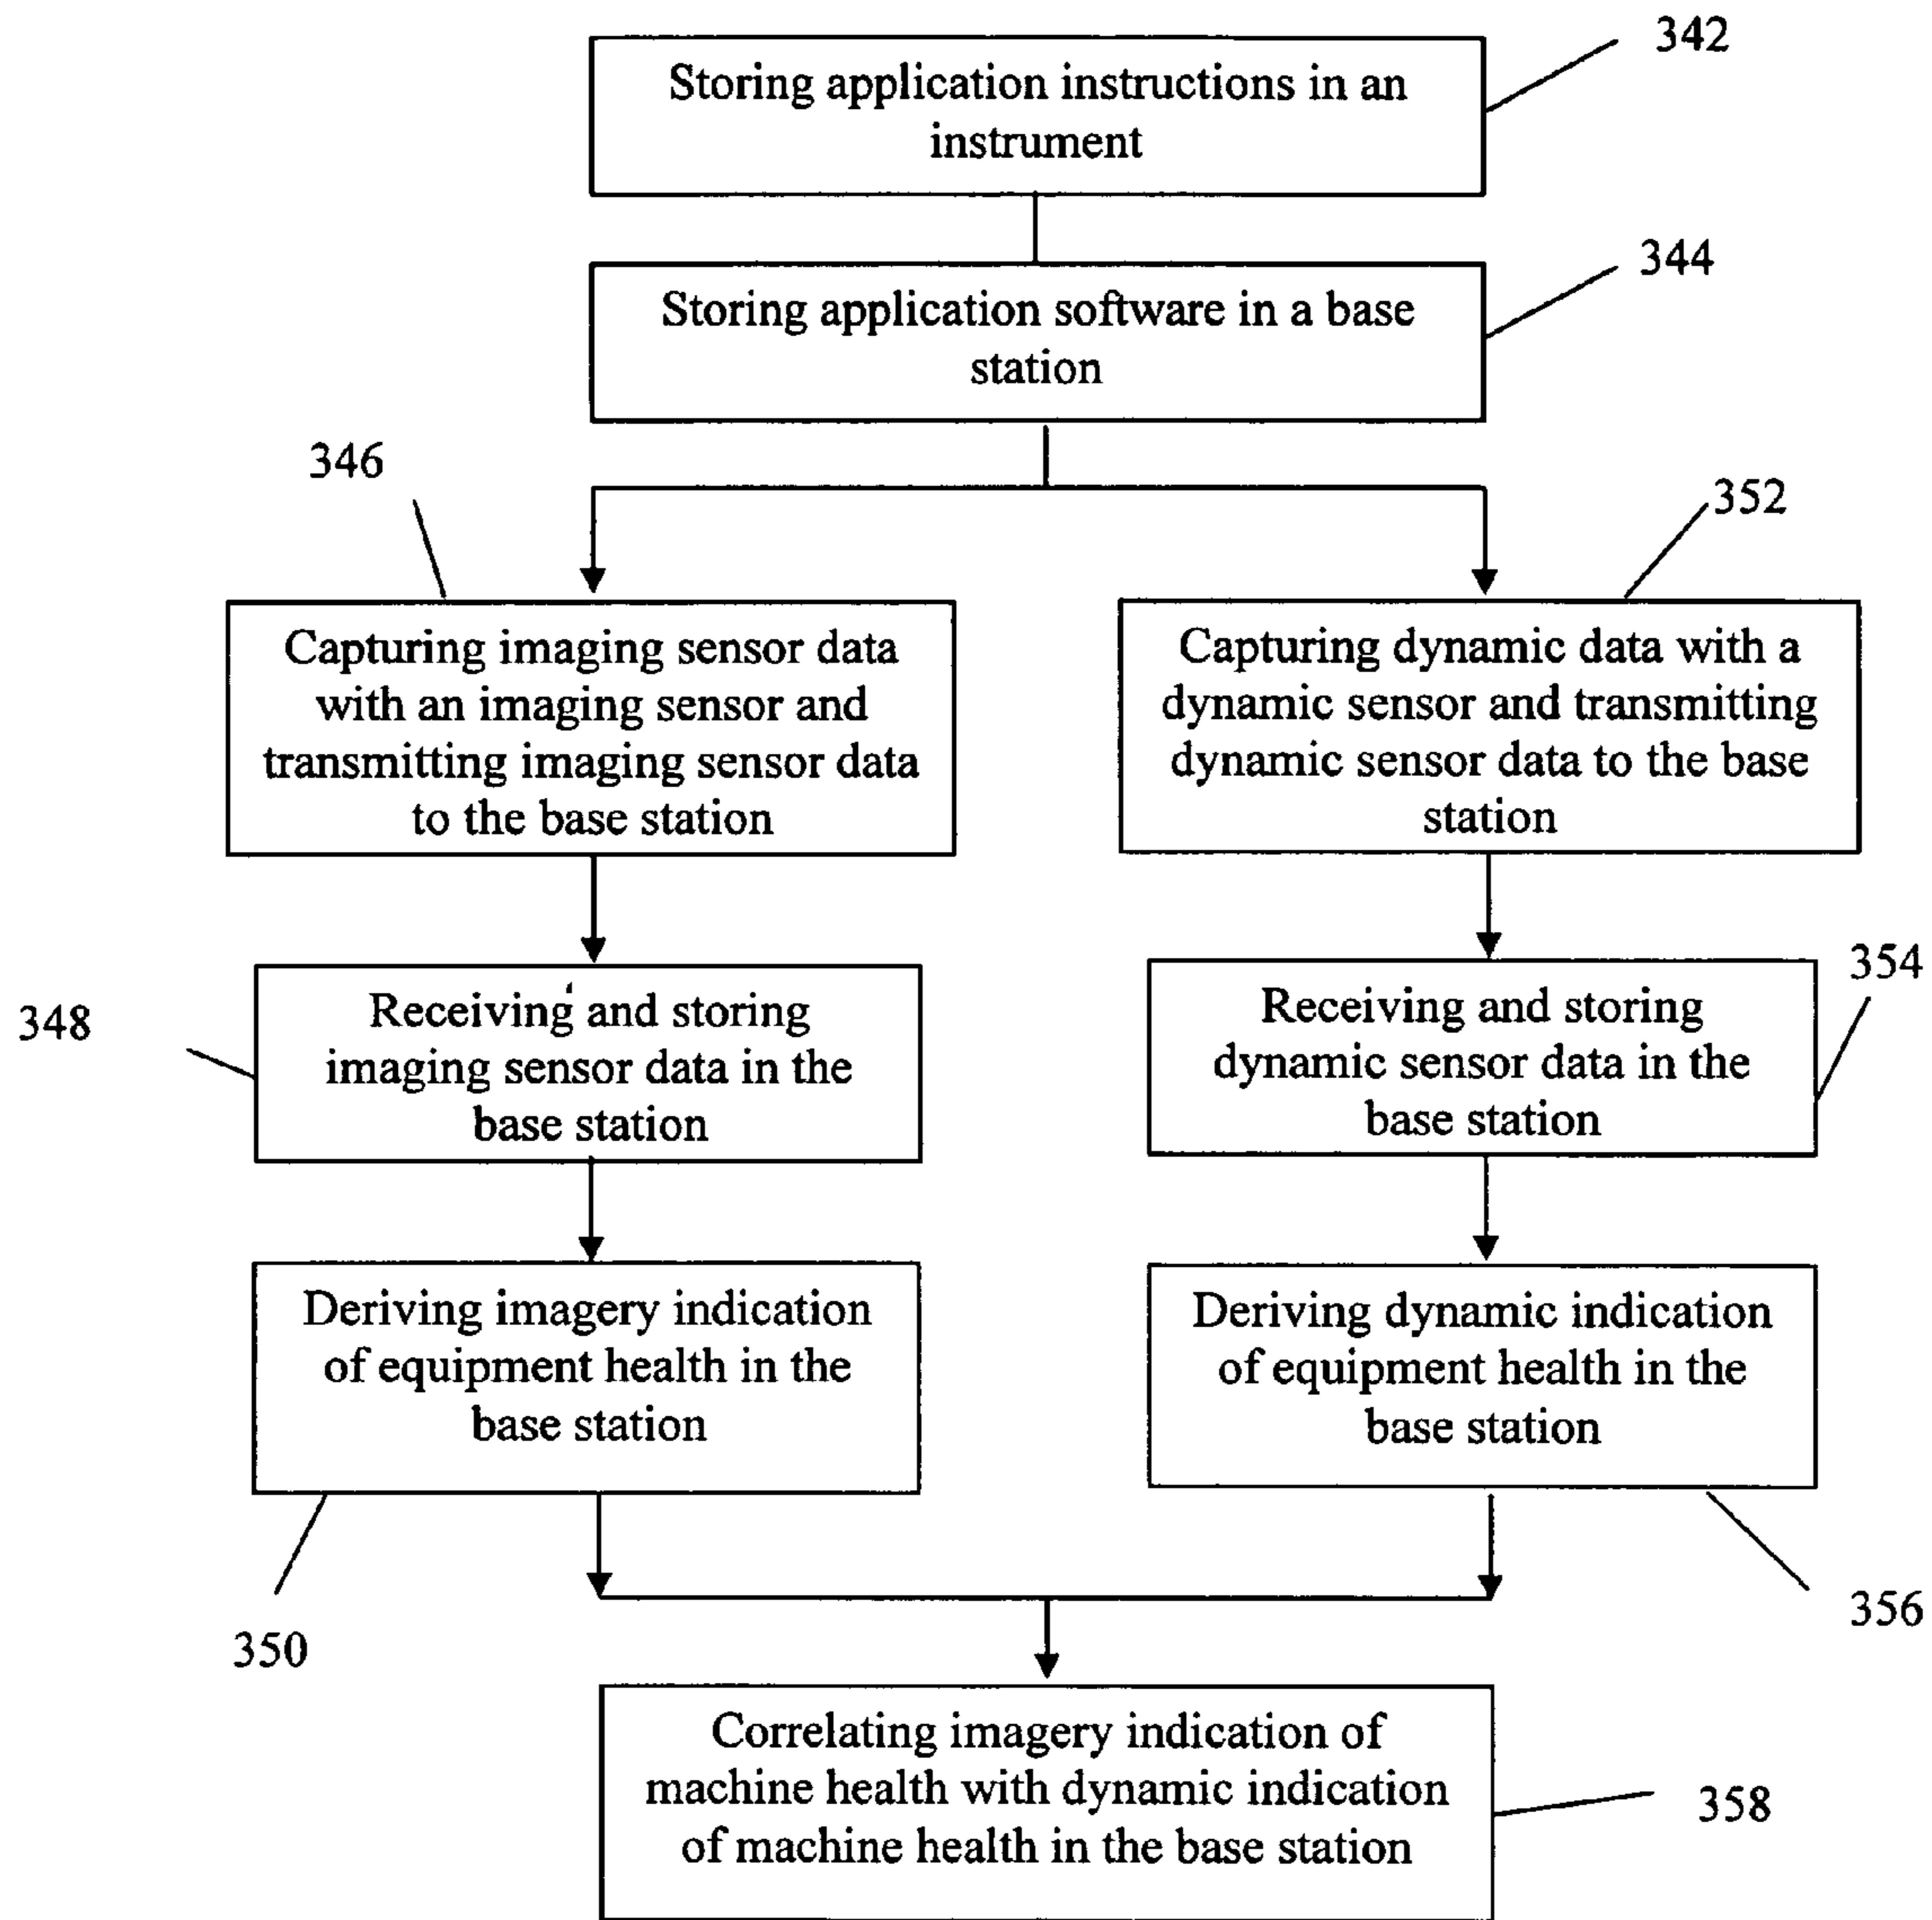 342
Storing application instructions in an
instrument
344
Storing application software in a base
station
346
352
Capturing imaging sensor data
with an imaging sensor and
transmitting imaging sensor data
to the base station
Capturing dynamic data with a
dynamic sensor and transmitting
dynamic sensor data to the base
station
348
Receiving and storing
imaging sensor data in the
base station
354
Receiving and storing
dynamic sensor data in the
base station
Deriving imagery indication
of equipment health in the
base station
Deriving dynamic indication
of equipment health in the
base station
350
356
Correlating imagery indication of
machine health with dynamic indication
of machine health in the base station
358